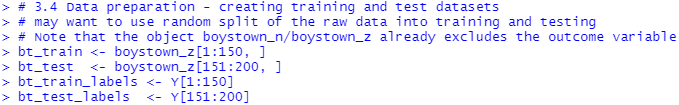 > # 3.4 Data preparation - creating training and test datasets
> # may want to use random split of the raw data into training and testing
> # Note that the object boystown_n/boystown_z already excludes the outcome variable
> bt_train <- boystown_z[1:150, ]
> bt_test  <- boystown_z[151:200, ]
> bt_train_labels <- Y[1:150]
> bt_test_labels  <- Y[151:200]